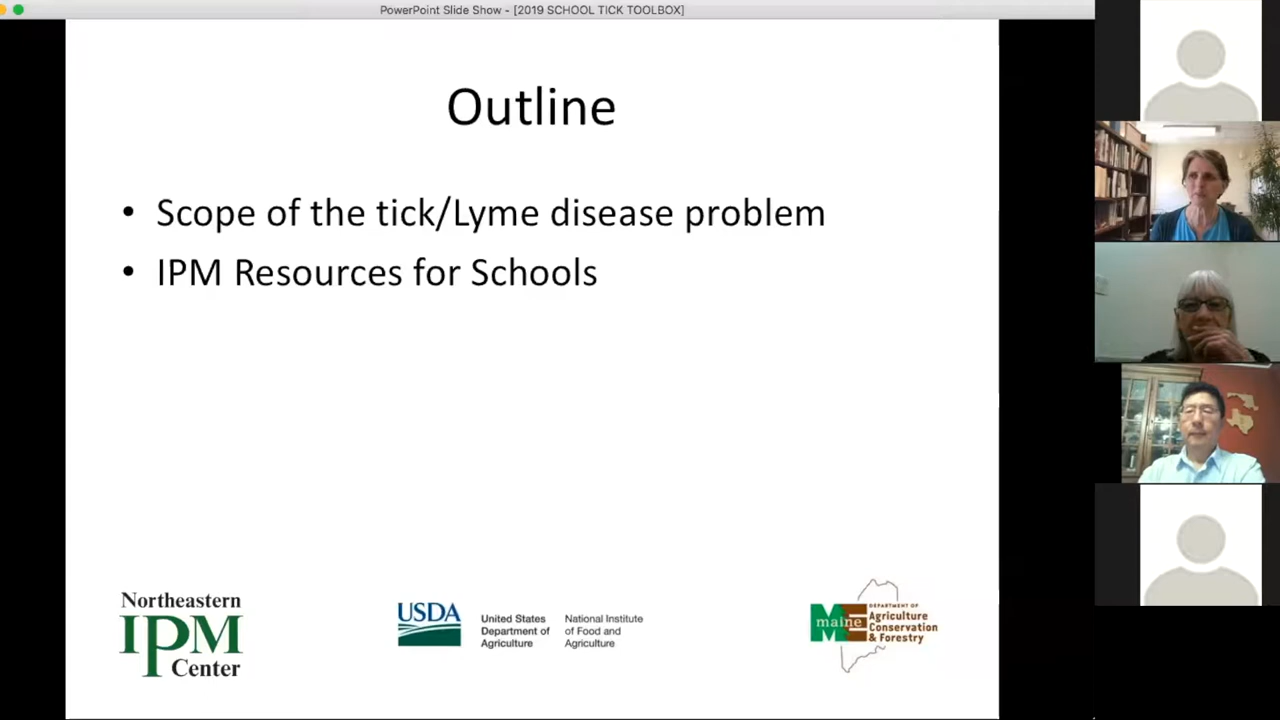 PowerPoint Slide Show - [2019 SCHOOL TICK TOOLBOX]
Outline
• Scope of the tick/Lyme disease problem
• IPM Resources for Schools
Northeastern
IPM
Center
USDA
United States
Department of
Agriculture
National Institute
of Food and
Agriculture
maine
DEPARTMENT OF
Agriculture
Conservation
& Forestry